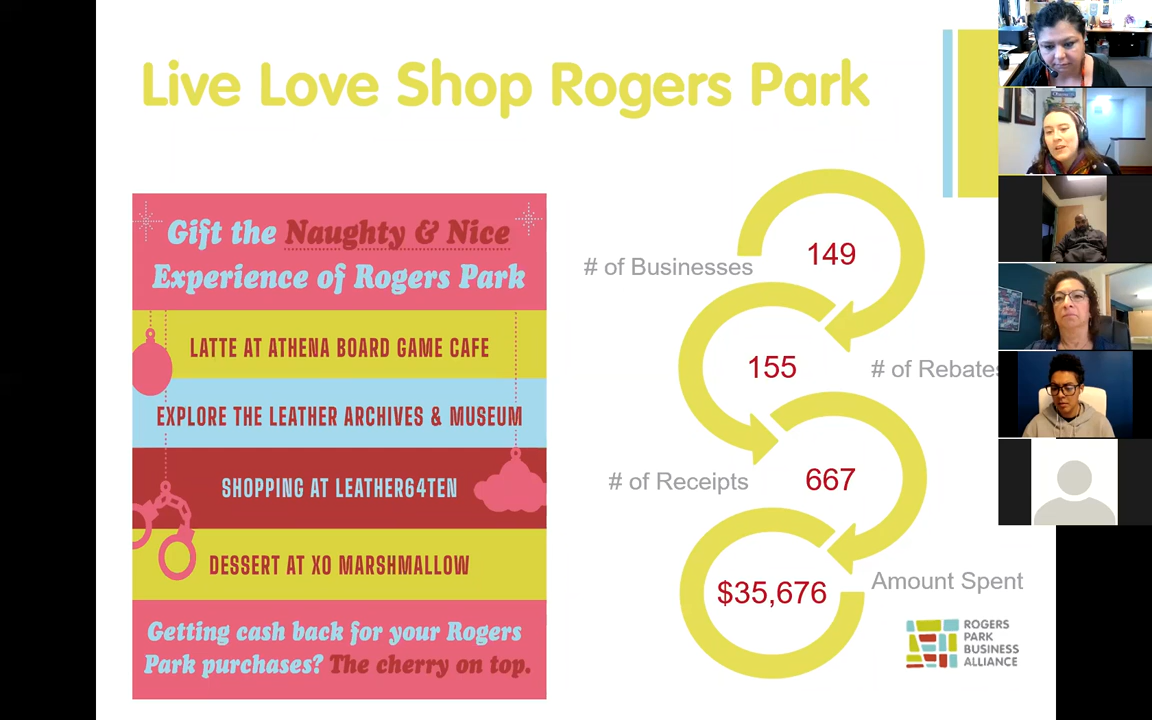 Live Love Shop Rogers Park
Gift the Naughty & Nice
Experience of Rogers Park
LATTE AT ATHENA BOARD GAME CAFE
EXPLORE THE LEATHER ARCHIVES & MUSEUM
SHOPPING AT LEATHER64TEN
DESSERT AT XO MARSHMALLOW
Getting cash back for your Rogers
Park purchases? The cherry on top.
# of Businesses
149
155
# of Rebates
# of Receipts
667
$35,676
Amount Spent
ROGERS
PARK
BUSINESS
ALLIANCE